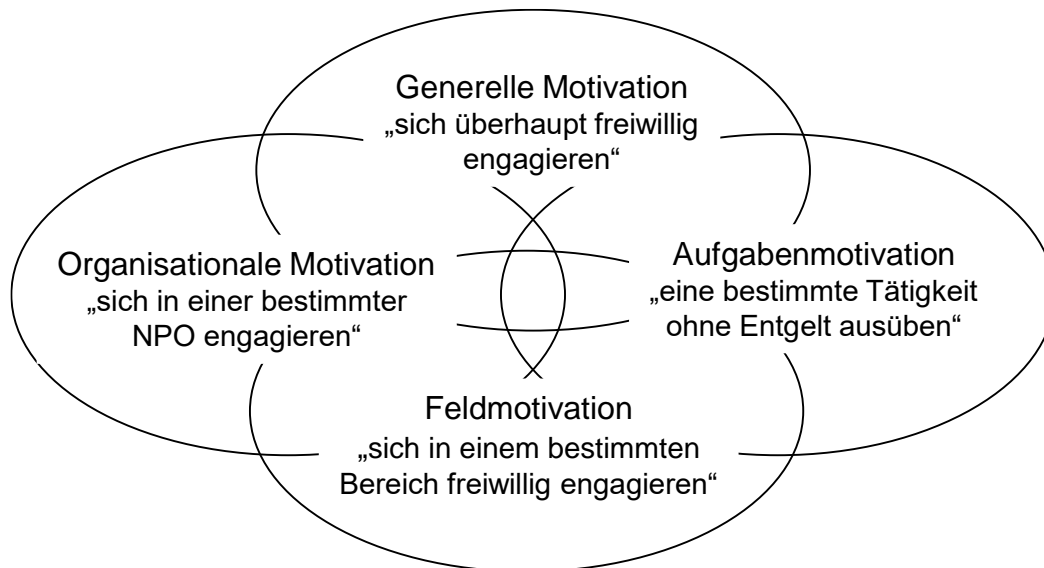 Generelle Motivation
„sich überhaupt freiwillig
engagieren“
Organisationale Motivation
„sich in einer bestimmter
NPO engagieren“
Aufgabenmotivation
„eine bestimmte Tätigkeit
ohne Entgelt ausüben“
Feldmotivation
„sich in einem bestimmten
Bereich freiwillig engagieren“